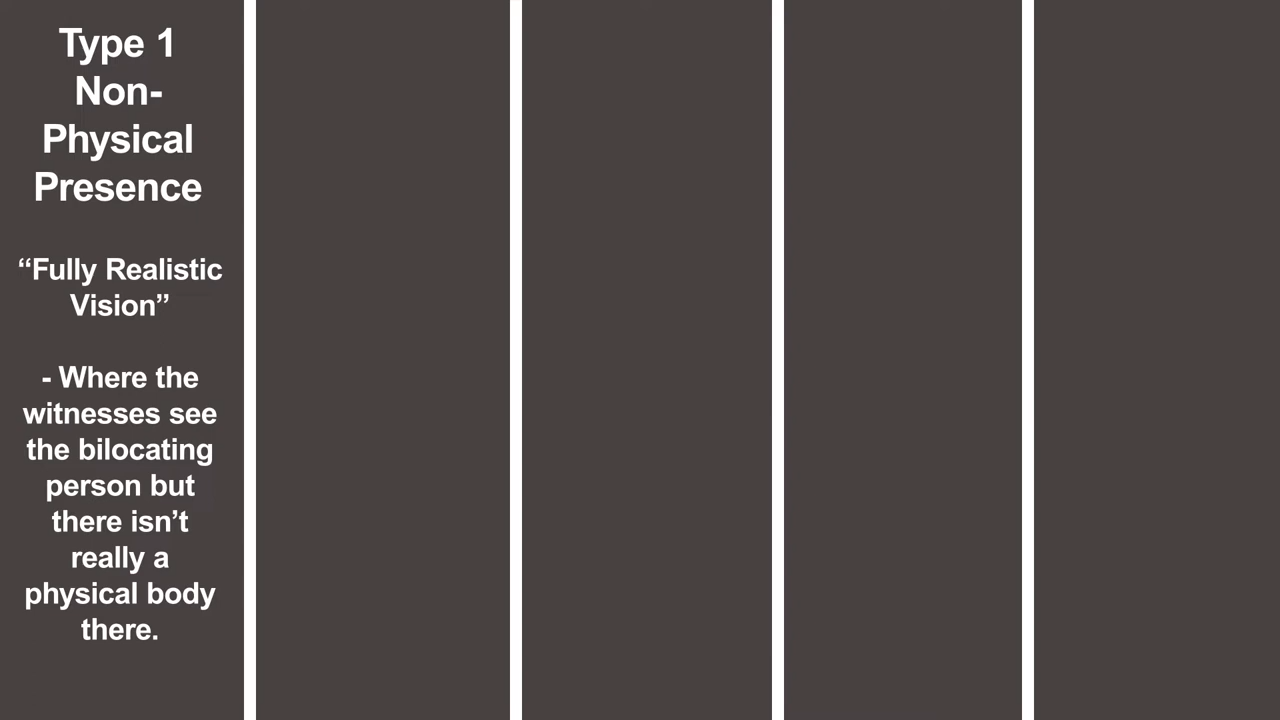 Type 1
Non-
Physical
Presence
“Fully Realistic
Vision”
- Where the
witnesses see
the bilocating
person but
there isn’t
really a
physical body
there.